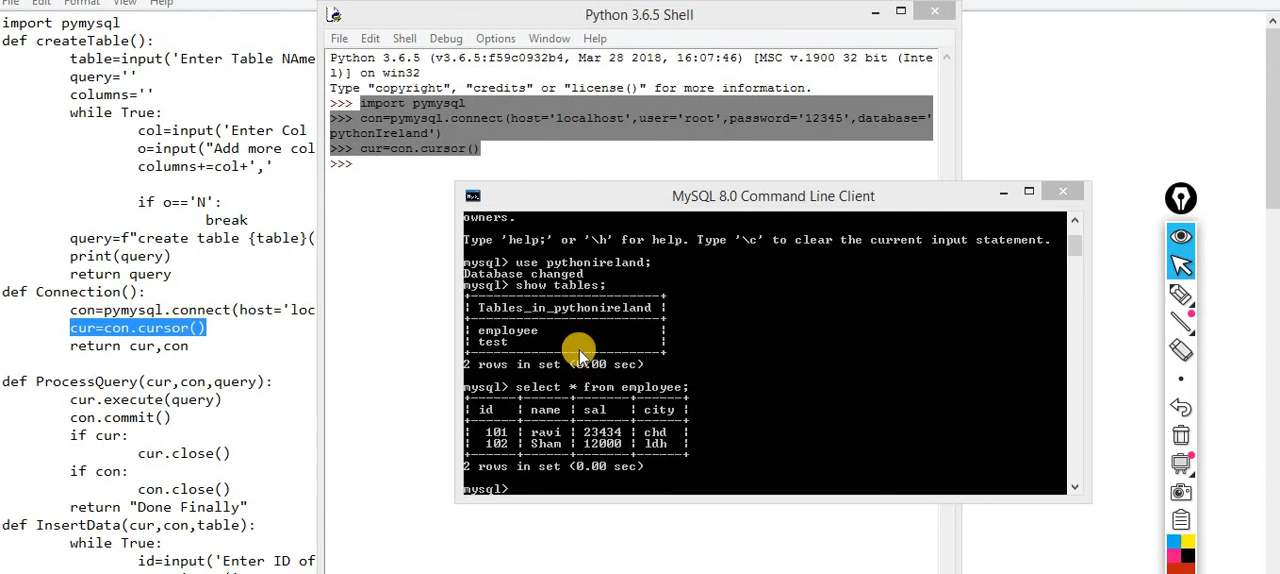 File Edit Format Run Options Window Help
import pymysql
def createTable():
table=input('Enter Table NAme
query=''
columns=''
while True:
col=input('Enter Col
o=input("Add more col
columns+=col+','
if o=='N':
break
query=f"create table {table}(
print(query)
return query
def Connection():
con=pymysql.connect(host='loc
cur=con.cursor()
return cur,con
def ProcessQuery(cur,con,query):
cur.execute(query)
con.commit()
if cur:
cur.close()
if con:
con.close()
return "Done Finally"
def InsertData(cur,con,table):
while True:
id=input('Enter ID of
Python 3.6.5 Shell
File Edit Shell Debug Options Window Help
Python 3.6.5 (v3.6.5:f59c0932b4, Mar 28 2018, 16:07:46) [MSC v.1900 32 bit (Inte
l)] on win32
Type "copyright", "credits" or "license()" for more information.
>>> import pymysql
>>> con=pymysql.connect(host='localhost',user='root',password='12345',database='
pythonIreland')
>>> cur=con.cursor()
>>>
MySQL 8.0 Command Line Client
owners.
Type 'help;' or '\h' for help. Type '\c' to clear the current input statement.
mysql> use pythonireland;
Database changed
mysql> show tables;
Tables_in_pythonireland
employee
test
2 rows in set (0.00 sec)
mysql> select * from employee;
id | name | sal | city
101 | ravi | 23434 | chd
102 | Sham | 12000 | ldh
2 rows in set (0.00 sec)
mysql>